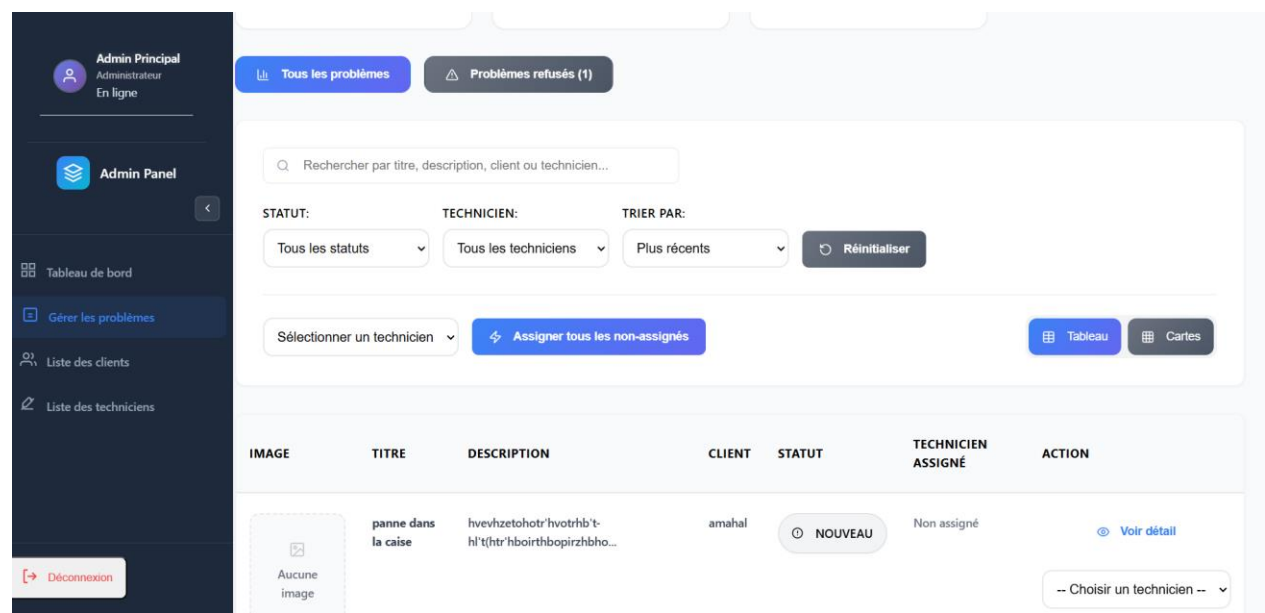 Admin Principal
Administrateur
En ligne
Admin Panel
Tableau de bord
Gérer les problèmes
Liste des clients
Liste des techniciens
Déconnexion
Tous les problèmes
Problèmes refusés (1)
Rechercher par titre, description, client ou technicien...
STATUT:
TECHNICIEN:
TRIER PAR:
Tous les statuts
Tous les techniciens
Plus récents
Réinitialiser
Sélectionner un technicien
Assigner tous les non-assignés
Tableau
Cartes
IMAGE
TITRE
DESCRIPTION
CLIENT
STATUT
TECHNICIEN
ASSIGNÉ
ACTION
Aucune
image
panne dans
la caise
hvevhzetohotr'hvotrhb't-
hl't(htr'hboirthbopirzhbho...
amahal
NOUVEAU
Non assigné
Voir détail
-- Choisir un technicien --